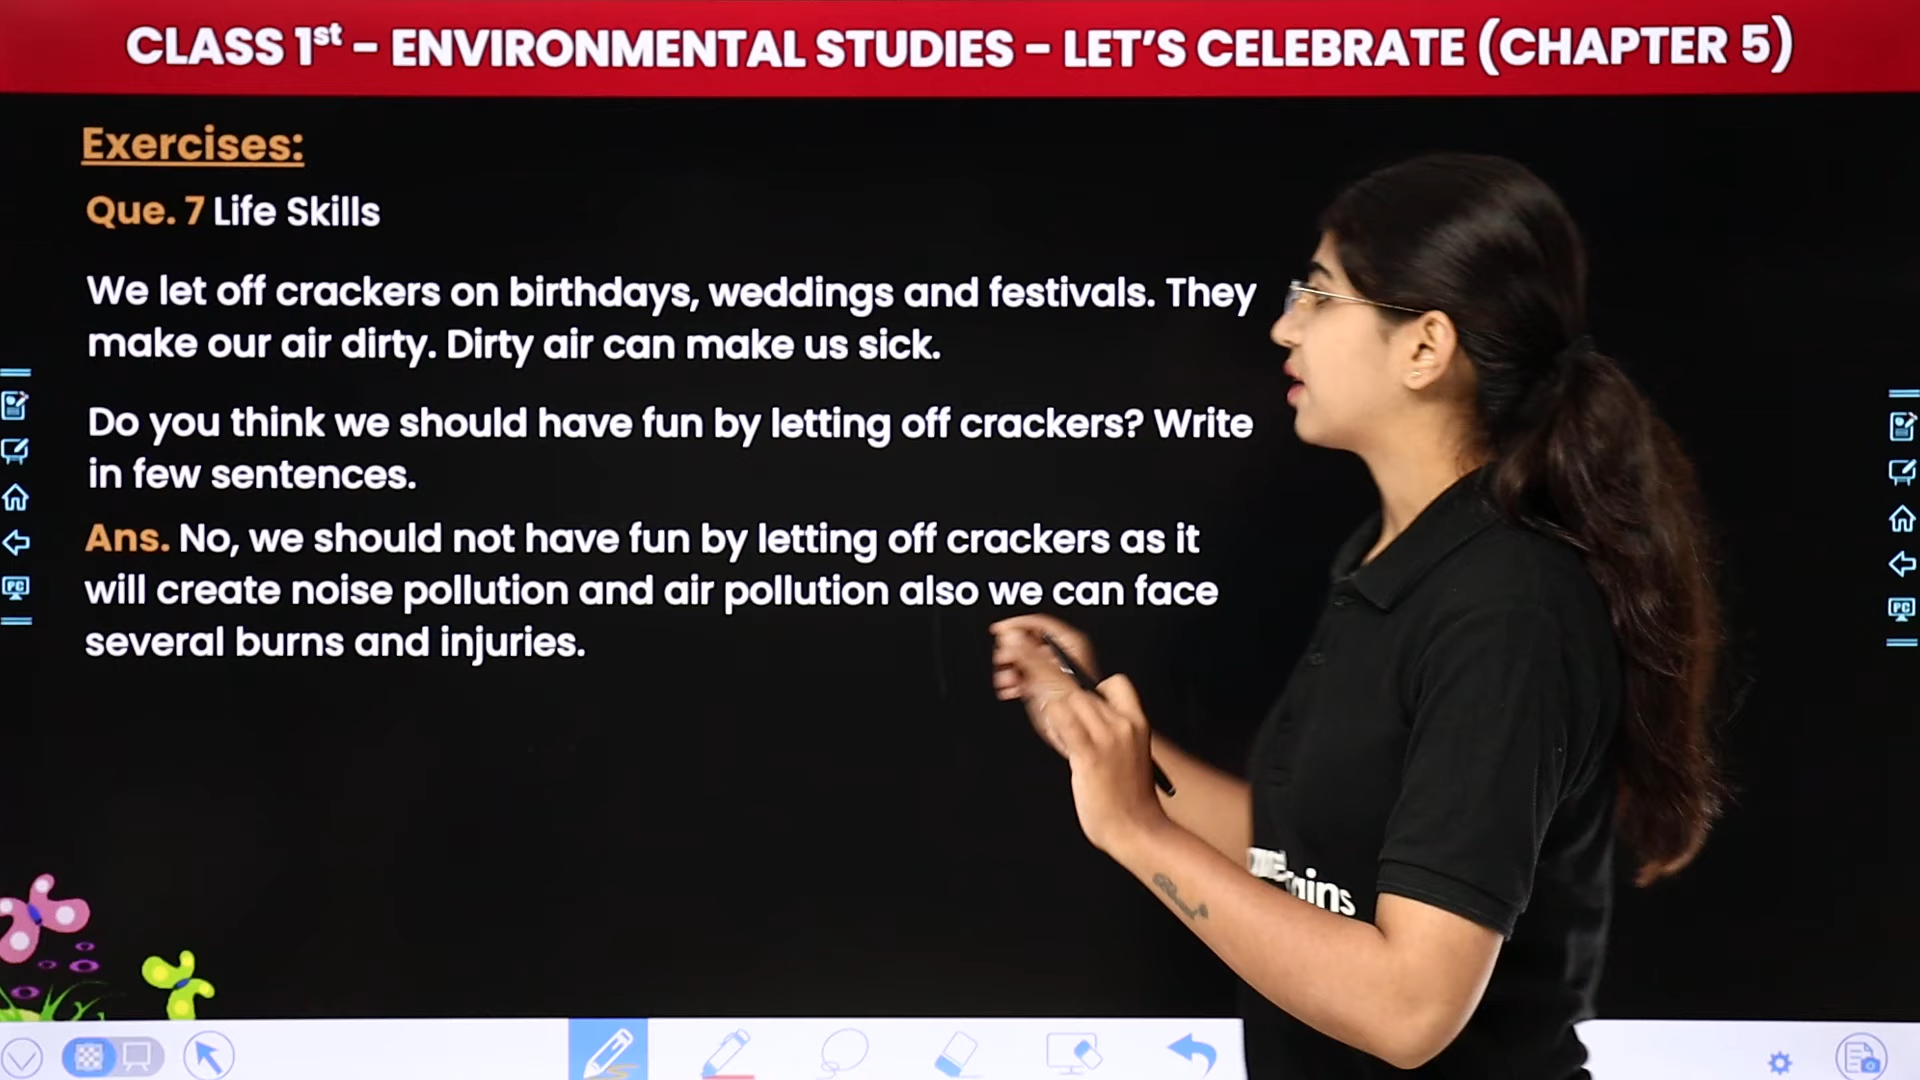 CLASS 1st – ENVIRONMENTAL STUDIES – LET'S CELEBRATE (CHAPTER 5)
Exercises:
Que. 7 Life Skills
We let off crackers on birthdays, weddings and festivals. They
make our air dirty. Dirty air can make us sick.
Do you think we should have fun by letting off crackers? Write
in few sentences.
Ans. No, we should not have fun by letting off crackers as it
will create noise pollution and air pollution also we can face
several burns and injuries.
PC
PC